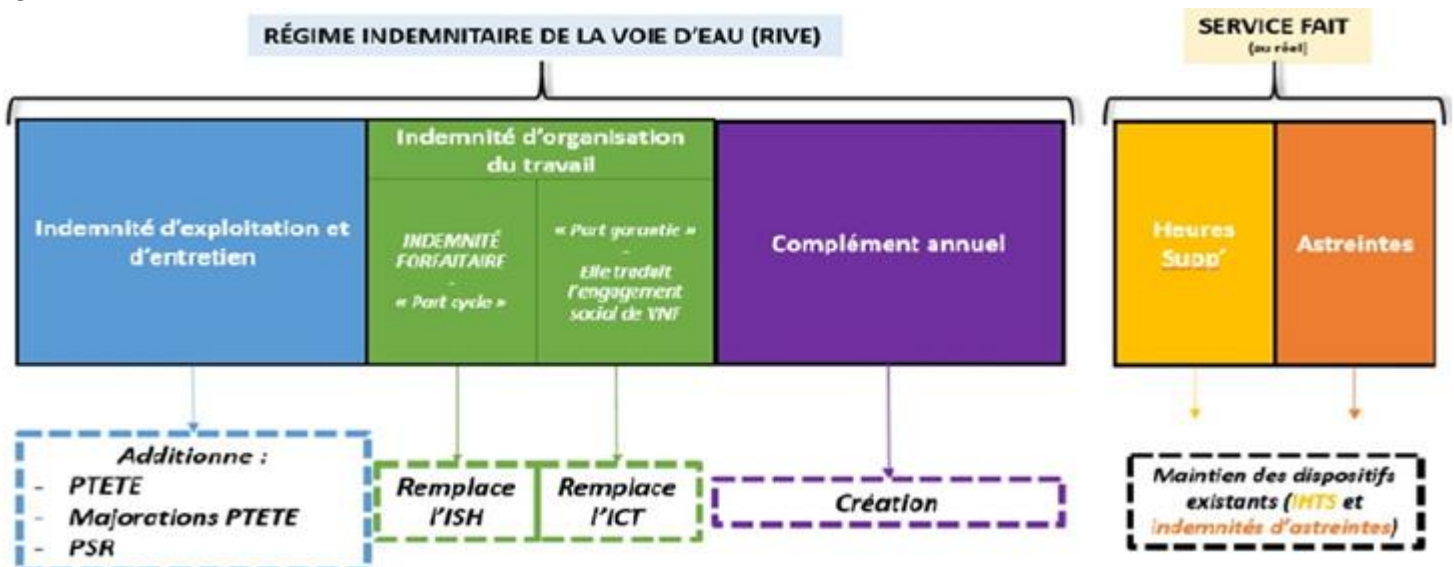 RÉGIME INDEMNITAIRE DE LA VOIE D'EAU (RIVE)
SERVICE FAIT
(au réel)
Indemnité d'exploitation et
d'entretien
Indemnité d'organisation
du travail
INDEMNITÉ
FORFAITAIRE
-
« Part cycle »
« Part garantie »
-
Elle traduit
l'engagement
social de VNF
Complément annuel
Heures
Supp'
Astreintes
Additionne :
- PTETE
- Majorations PTETE
- PSR
Remplace
l'ISH
Remplace
l'ICT
Création
Maintien des dispositifs
existants (IHTS et
indemnités d'astreintes)